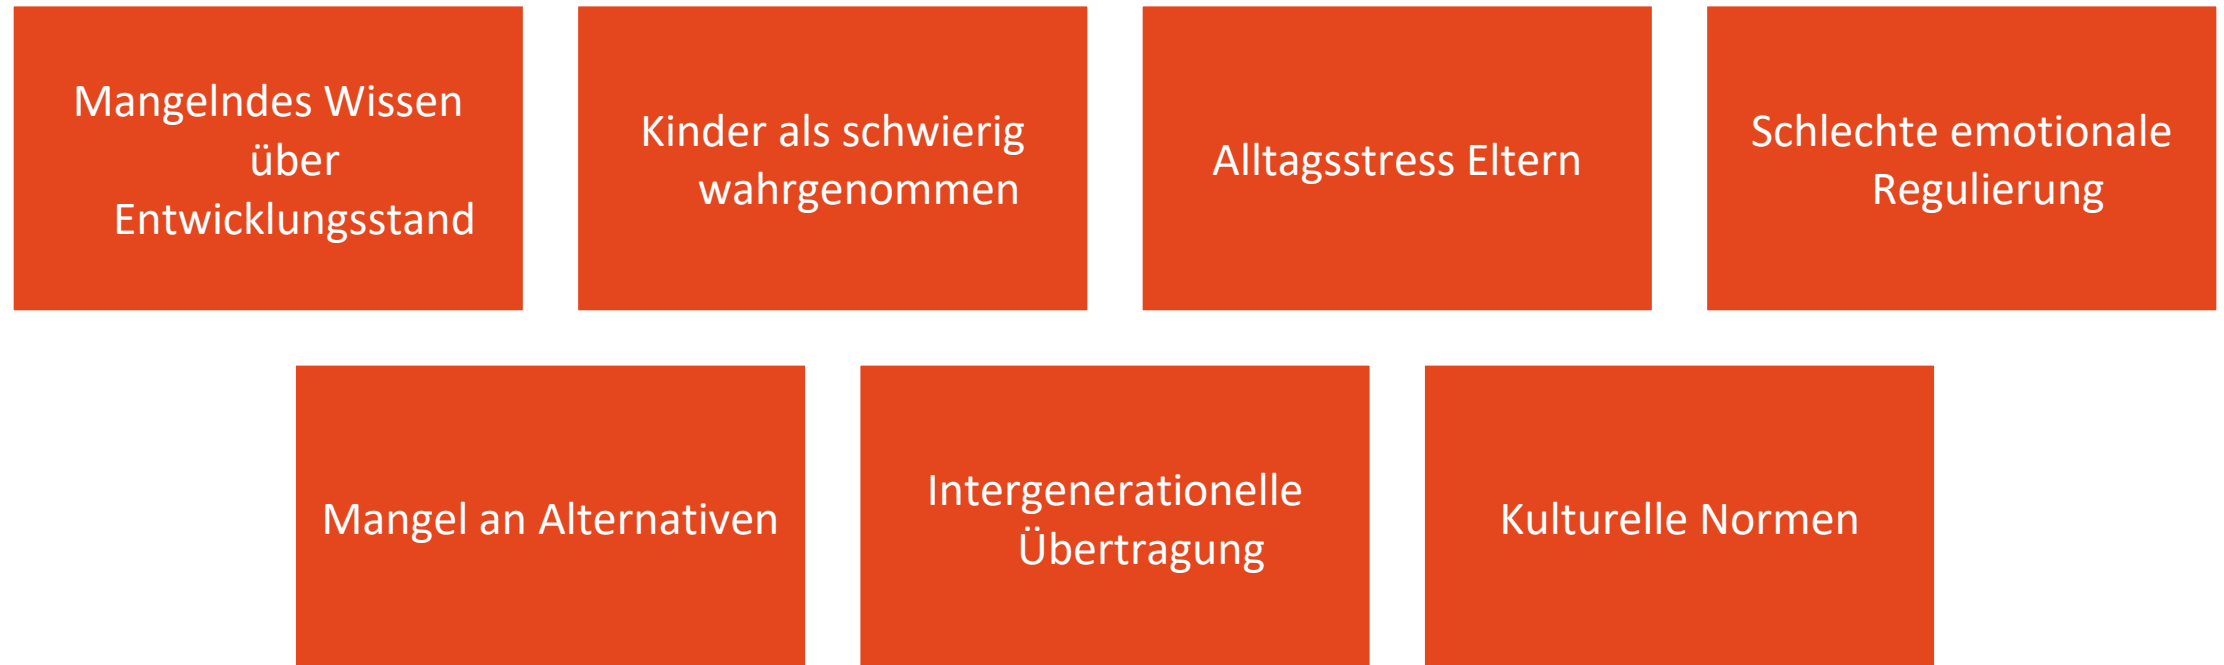 Mangelndes Wissen
über
Entwicklungsstand
Kinder als schwierig
wahrgenommen
Alltagsstress Eltern
Schlechte emotionale
Regulierung
Mangel an Alternativen
Intergenerationelle
Übertragung
Kulturelle Normen